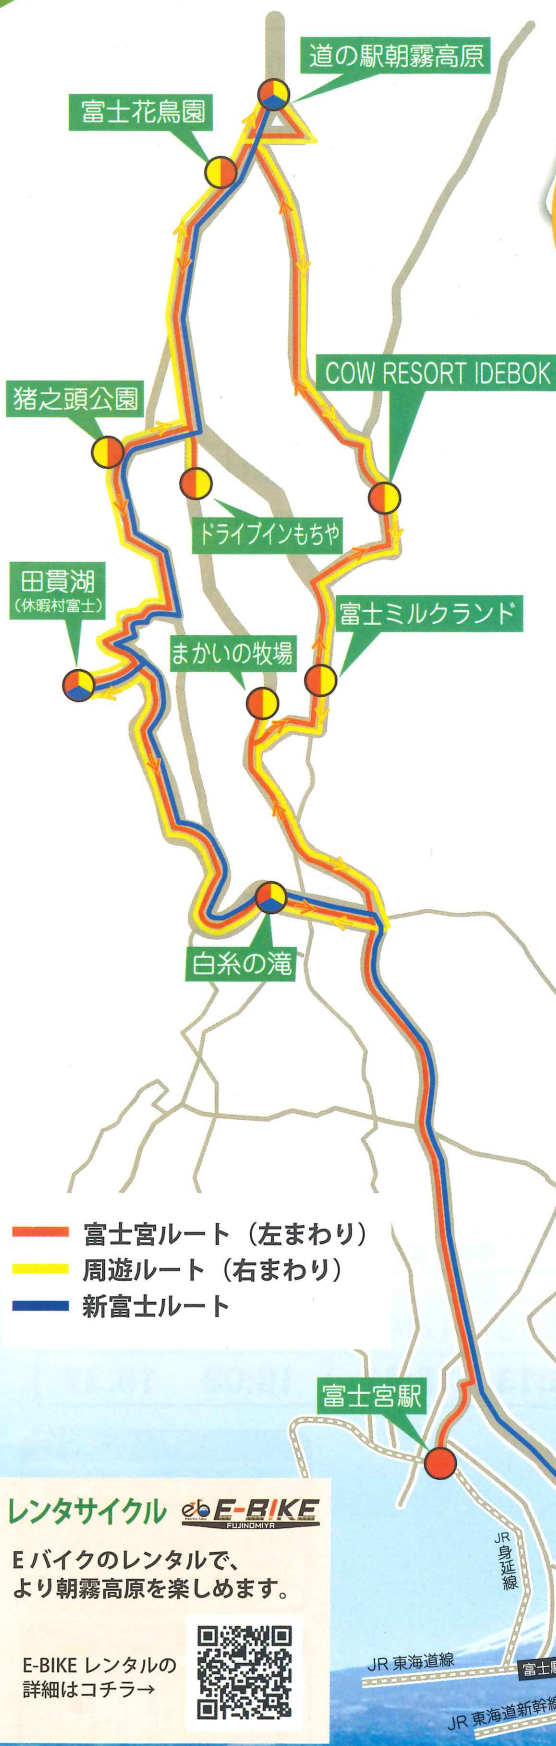 道の駅朝霧高原
富士花鳥園
COW RESORT IDEBOK
猪之頭公園
ドライブインもちや
田貫湖
(休暇村富士)
富士ミルクランド
まかいの牧場
白糸の滝
富士宮ルート（左まわり）
周遊ルート（右まわり）
新富士ルート
富士宮駅
レンタサイクル eb E-BIKE
FUJINOMIYA
Eバイクのレンタルで、
より朝霧高原を楽しめます。
E-BIKE レンタルの
詳細はコチラ→
JR
身延線
JR 東海道線
富士
JR 東海道新幹線